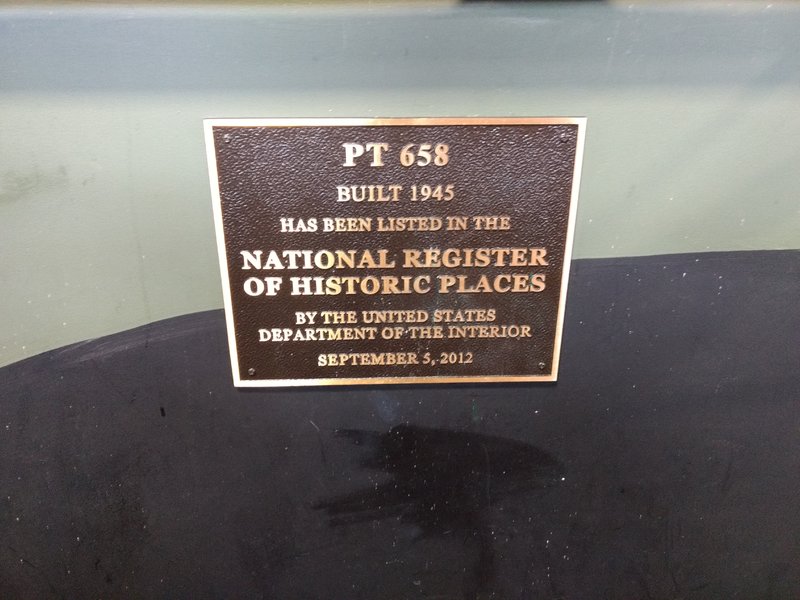 PT 658
BUILT 1945
HAS BEEN LISTED IN THE
NATIONAL REGISTER
OF HISTORIC PLACES
BY THE UNITED STATES
DEPARTMENT OF THE INTERIOR
SEPTEMBER 5, 2012